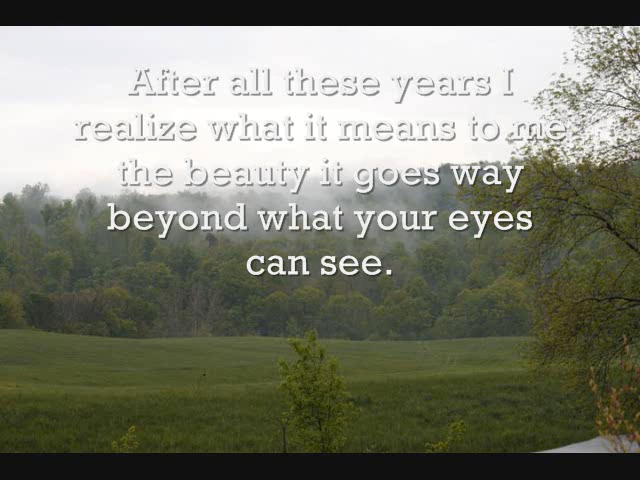 After all these years I
realize what it means to me
the beauty it goes way
beyond what your eyes
can see.